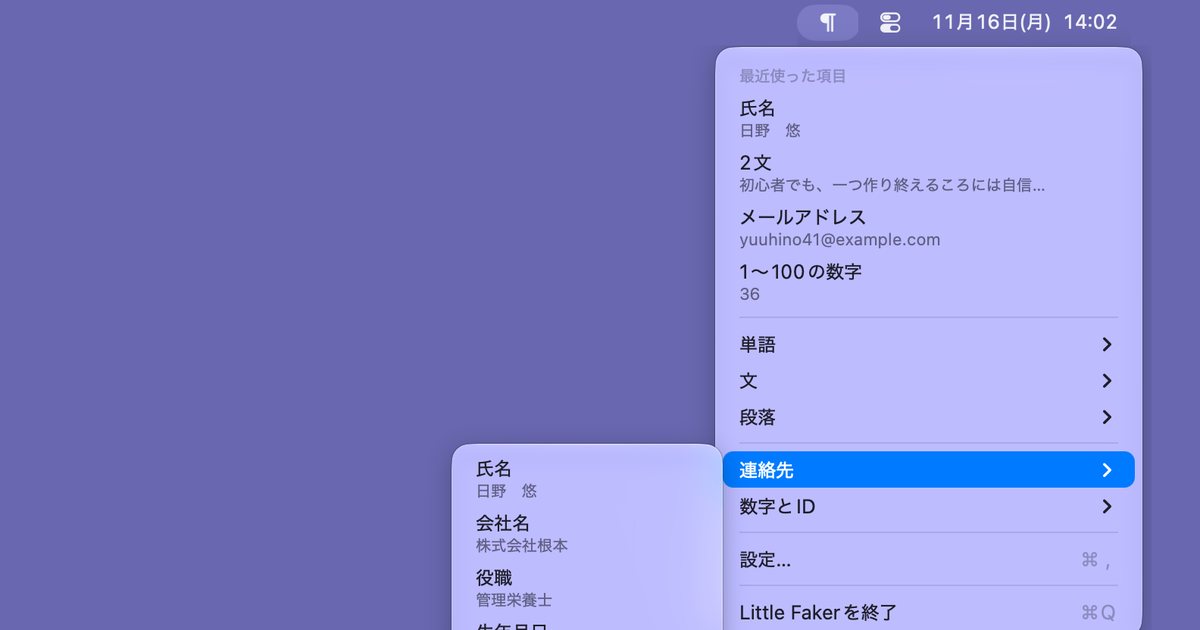 11月16日(月) 14:02
最近使った項目
氏名
日野　悠
2文
初心者でも、一つ作り終えるころには自信...
メールアドレス
yuuhino41@example.com
1〜100の数字
36
単語
文
段落
連絡先
数字とID
設定...	⌘ ,
Little Fakerを終了	⌘Q
氏名
日野　悠
会社名
株式会社根本
役職
管理栄養士
生年月日